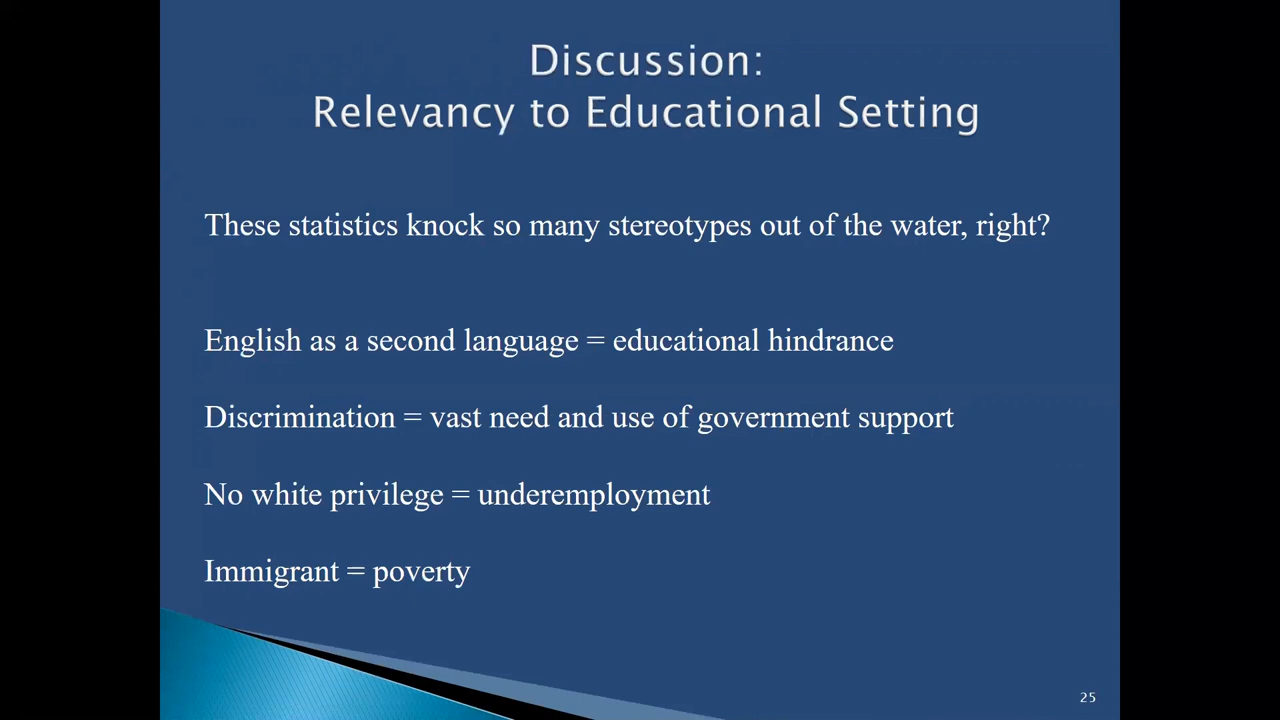 Discussion:
Relevancy to Educational Setting
These statistics knock so many stereotypes out of the water, right?
English as a second language = educational hindrance
Discrimination = vast need and use of government support
No white privilege = underemployment
Immigrant = poverty
25